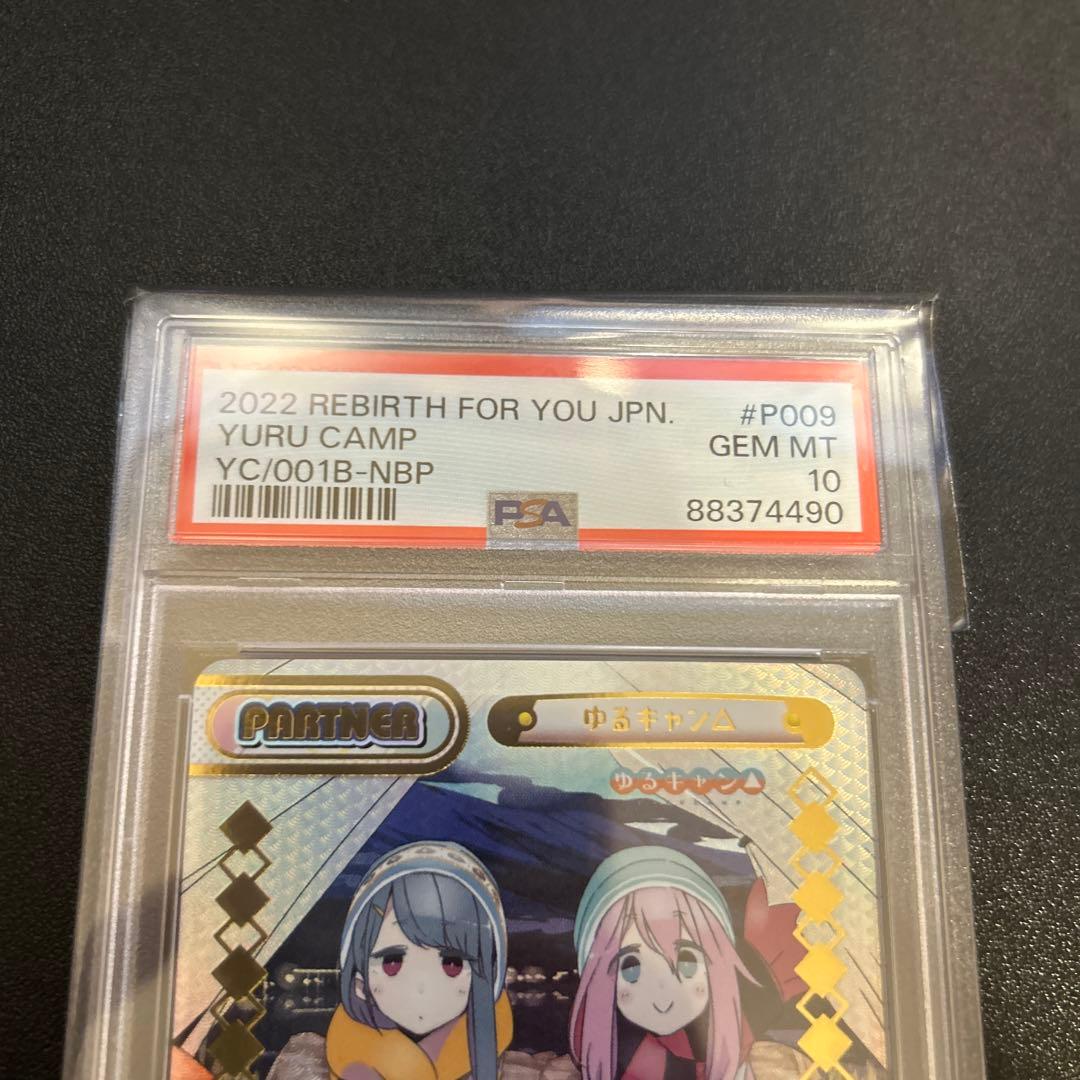 2022 REBIRTH FOR YOU JPN. #P009
YURU CAMP GEM MT
YC/001B-NBP 10
PSA 88374490
PARTNER
ゆるキャン△
ゆるキャン△